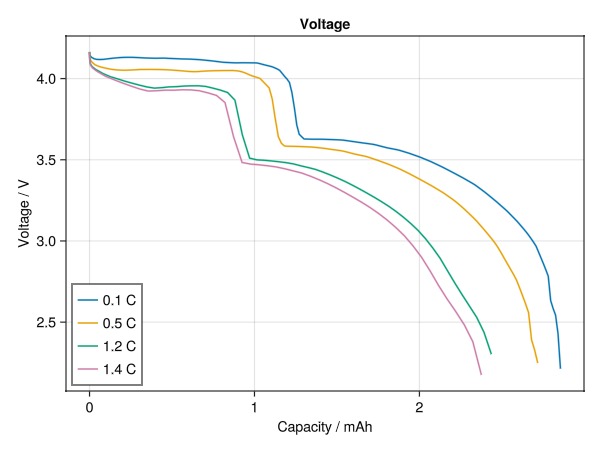 Voltage
Voltage / V
4.0
3.5
3.0
2.5
0.1 C
0.5 C
1.2 C
1.4 C
0
1
2
Capacity / mAh